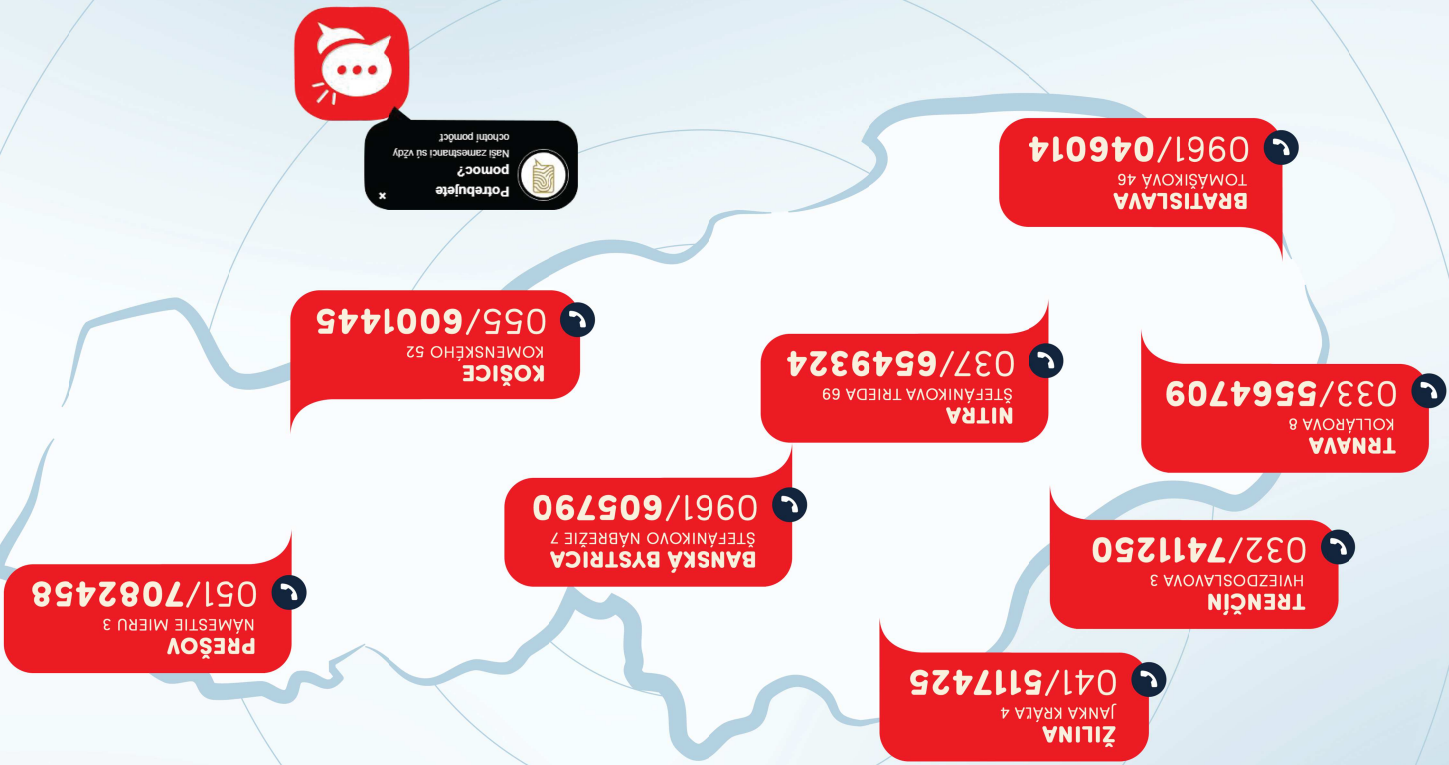 ŽILINA
JANKA KRÁĽA 4
041/5117425
PREŠOV
NÁMESTIE MIERU 3
051/7082458
TRENČÍN
HVIEZDOSLAVOVA 3
032/7411250
BANSKÁ BYSTRICA
ŠTEFÁNIKOVO NÁBREŽIE 7
0961/605790
TRNAVA
KOLLÁROVA 8
033/5564709
NITRA
ŠTEFÁNIKOVA TRIEDA 69
037/6549324
KOŠICE
KOMENSKÉHO 52
055/6001445
BRATISLAVA
TOMÁŠIKOVÁ 46
0961/046014
Potrebujete
pomoc?
Naši zamestnanci sú vždy
ochotní pomôcť